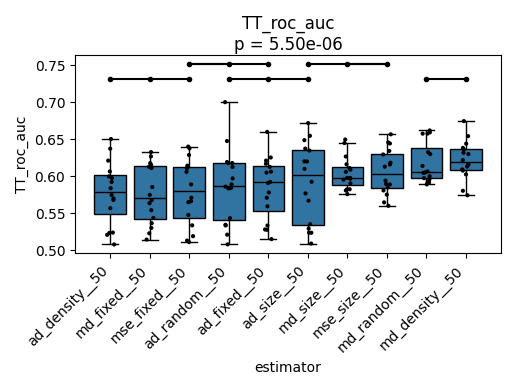 TT_roc_auc
p = 5.50e-06
TT_roc_auc
0.75
0.70
0.65
0.60
0.55
0.50
ad_density__50
md_fixed__50
mse_fixed__50
ad_random__50
ad_fixed__50
ad_size__50
md_size__50
mse_size__50
md_random__50
md_density__50
estimator